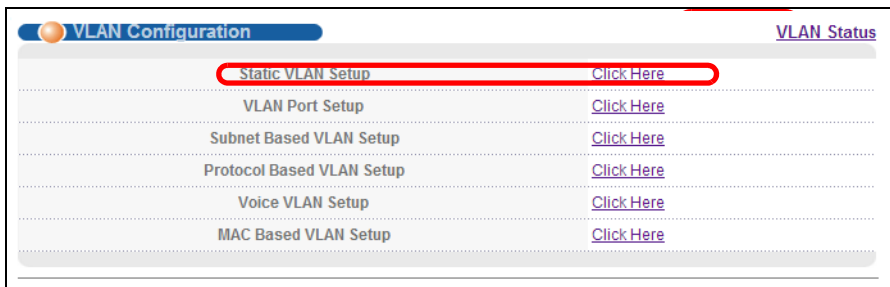 VLAN Configuration VLAN Status
Static VLAN Setup Click Here
VLAN Port Setup Click Here
Subnet Based VLAN Setup Click Here
Protocol Based VLAN Setup Click Here
Voice VLAN Setup Click Here
MAC Based VLAN Setup Click Here